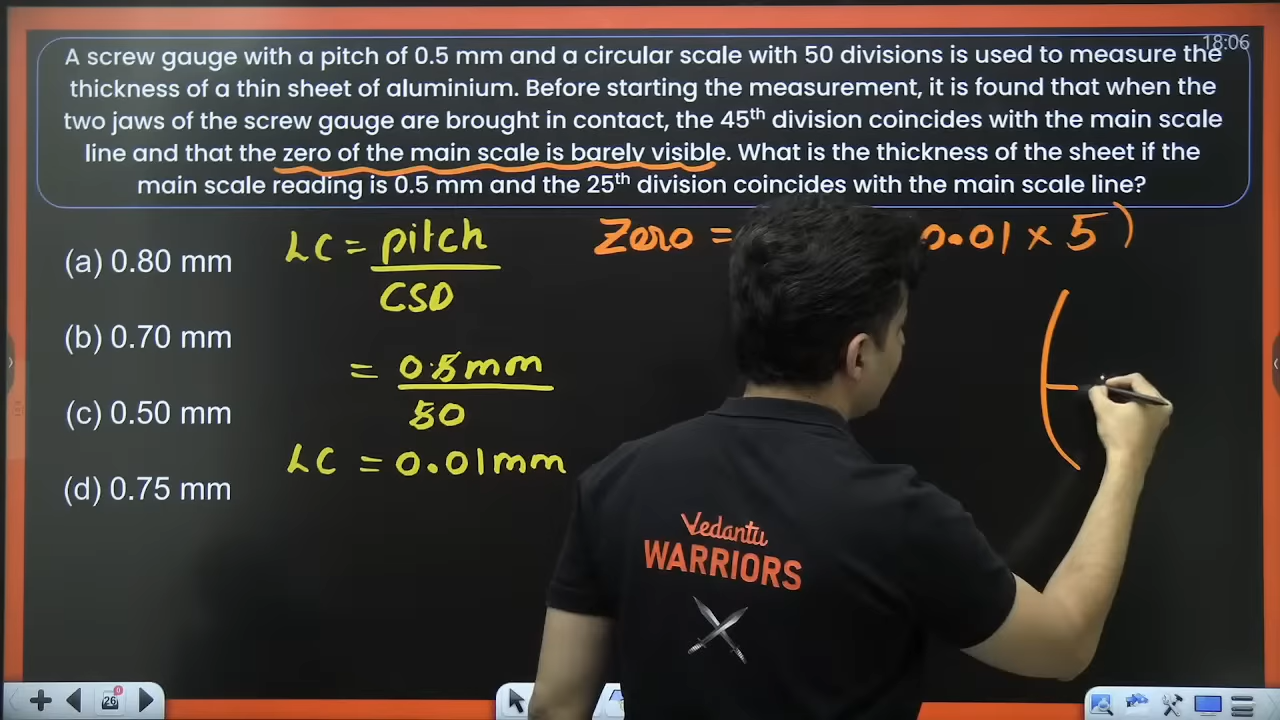 18:06
A screw gauge with a pitch of 0.5 mm and a circular scale with 50 divisions is used to measure the
thickness of a thin sheet of aluminium. Before starting the measurement, it is found that when the
two jaws of the screw gauge are brought in contact, the 45th division coincides with the main scale
line and that the zero of the main scale is barely visible. What is the thickness of the sheet if the
main scale reading is 0.5 mm and the 25th division coincides with the main scale line?
(a) 0.80 mm
(b) 0.70 mm
(c) 0.50 mm
(d) 0.75 mm
LC = pitch
CSD
= 0.5mm
50
LC = 0.01mm
Zero = 0.01 × 5)
Vedantu
WARRIORS
26